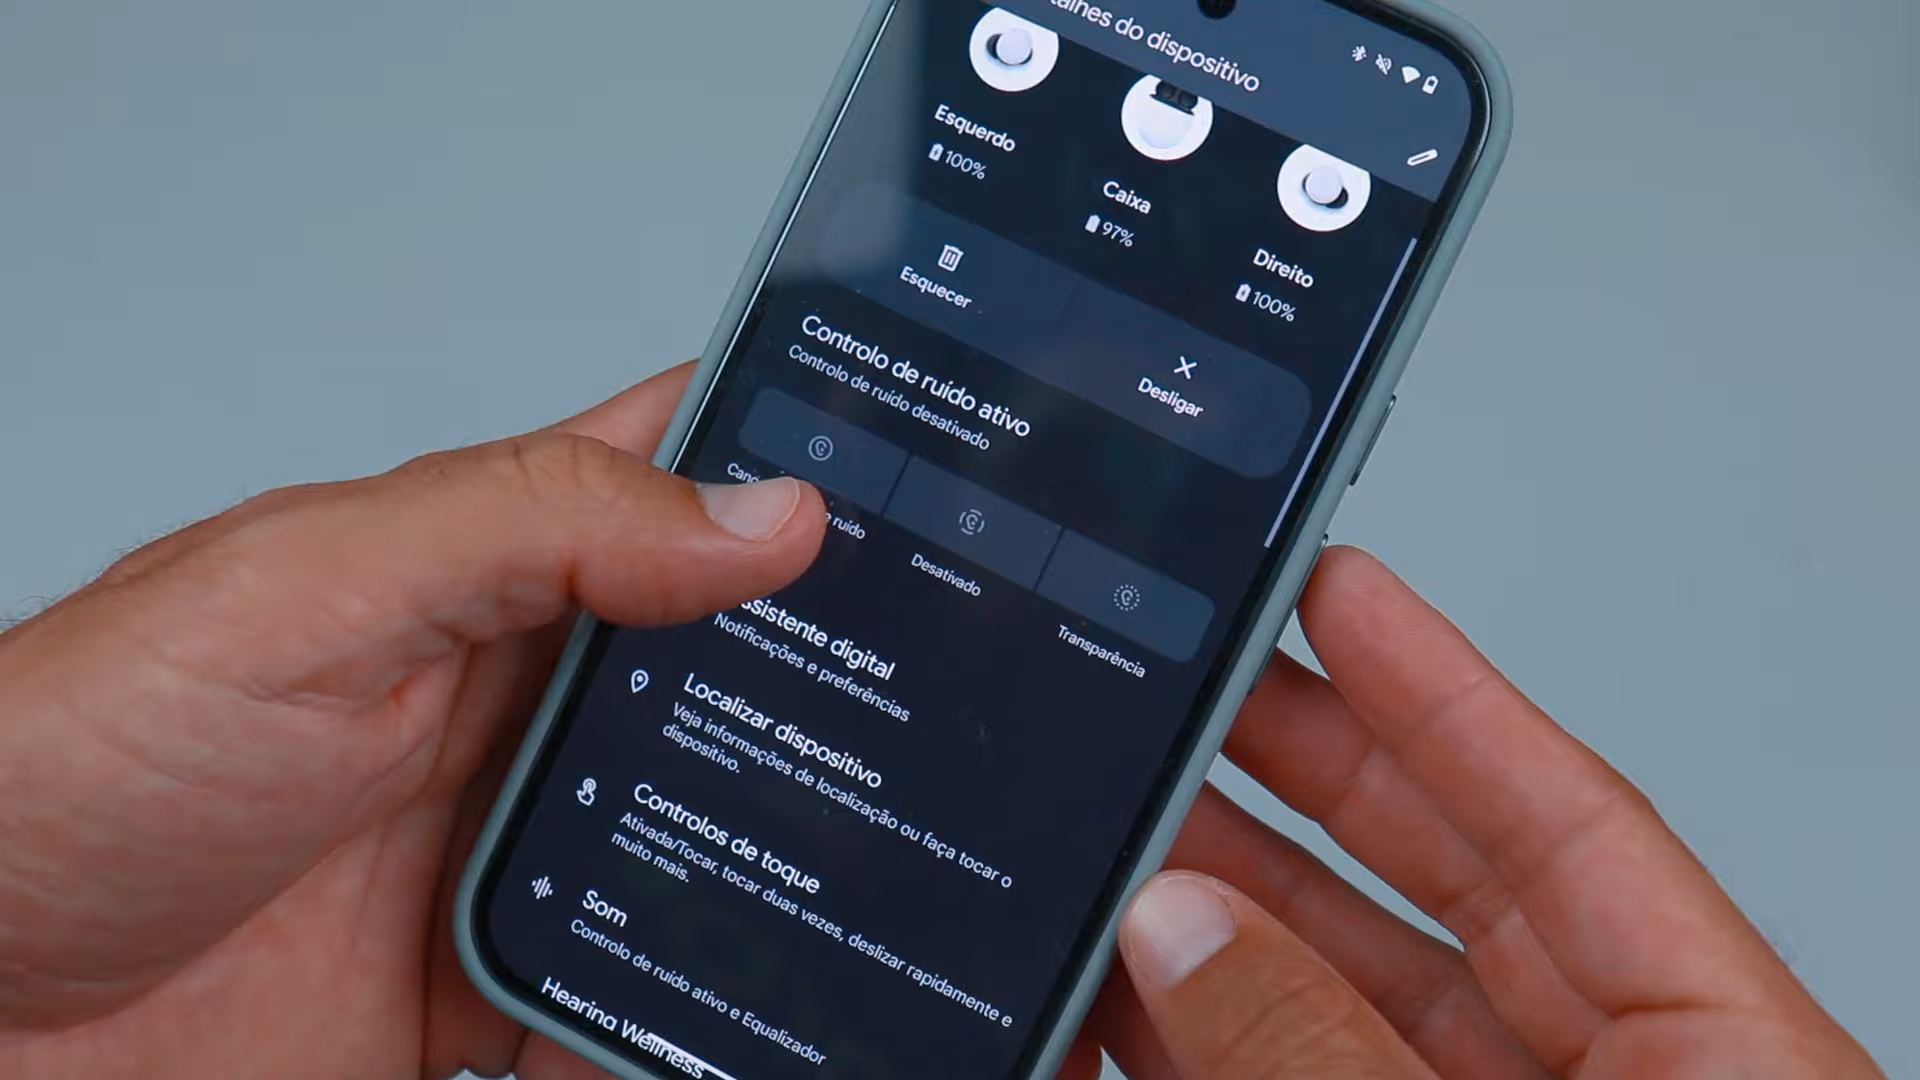 do dispositivo
Esquerdo
100%
Caixa
97%
Direito
100%
Esquecer
Desligar
Controlo de ruído ativo
Controlo de ruído desativado
ruído
Desativado
Transparência
digital
Notificações e preferências
Localizar dispositivo
Veja informações de localização ou faça tocar o
dispositivo.
Controlos de toque
Ativada/Tocar, tocar duas vezes, deslizar rapidamente e
muito mais.
Som
Controlo de ruído ativo e Equalizador
Hearing Wellness